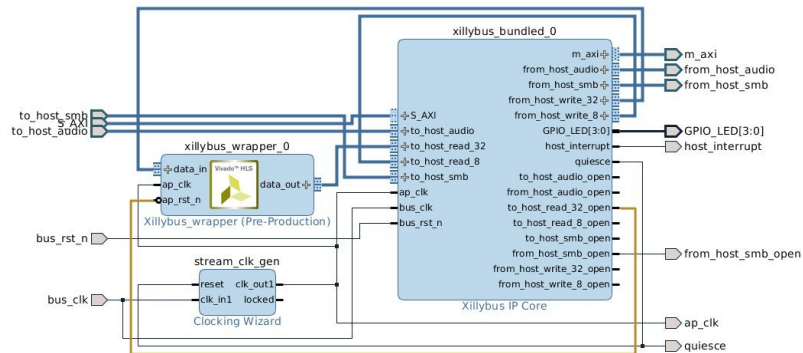 xillybus_bundled_0
m_axi
from_host_audio
from_host_smb
from_host_write_32
from_host_write_8
GPIO_LED[3:0]
host_interrupt
quiesce
to_host_audio_open
from_host_audio_open
to_read_32_open
to_read_8_open
to_host_smb_open
from_host_smb_open
from_host_write_32_open
from_host_write_8_open
S_AXI
to_host_audio
to_host_read_32
to_host_read_8
to_host_smb
ap_clk
bus_clk
bus_rst_n
Xillybus IP Core
m_axi
from_host_audio
from_host_smb
GPIO_LED[3:0]
host_interrupt
from_host_smb_open
ap_clk
quiesce
to_host_smb
S_AXI
to_host_audio
xillybus_wrapper_0
data_in
ap_clk
ap_rst_n
Vivado™ HLS
data_out
Xillybus_wrapper (Pre-Production)
bus_rst_n
stream_clk_gen
reset clk_out1
clk_in1 locked
Clocking Wizard
bus_clk